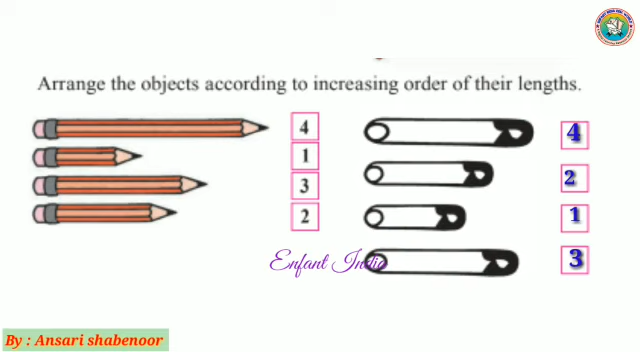 Arrange the objects according to increasing order of their lengths.
4
1
3
2
4
2
1
3
Enfant India
By : Ansari shabenoor